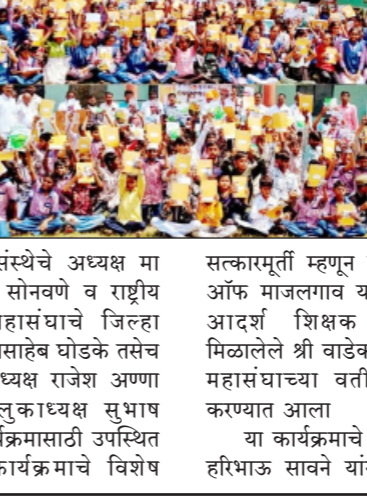 संस्थेचे अध्यक्ष मा
सोनवणे व राष्ट्रीय
महासंघाचे जिल्हा
साहेब घोडके तसेच
ध्यक्ष राजेश अण्णा
लुकाध्यक्ष सुभाष
र्यक्रमासाठी उपस्थित
कार्यक्रमाचे विशेष
सत्कारमूर्ती म्हणून
ऑफ माजलगाव
आदर्श शिक्षक
मिळालेले श्री वाडेक
महासंघाच्या वती
करण्यात आला
या कार्यक्रमाचे
हरिभाऊ सावने यां